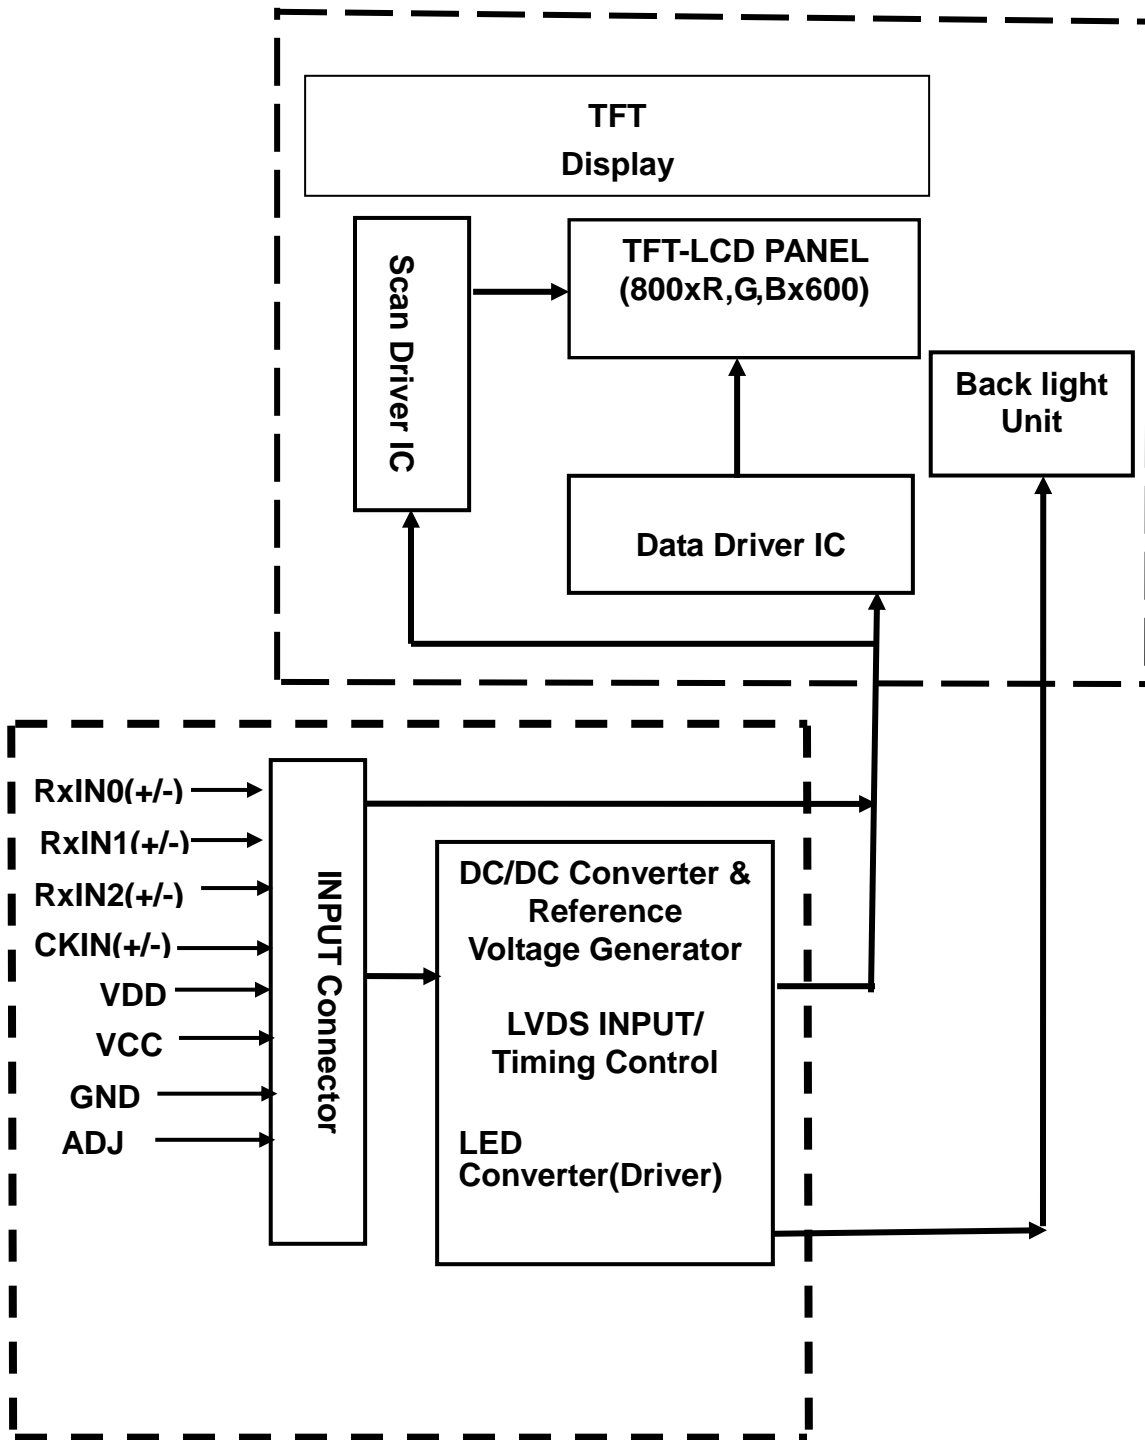 TFT
Display
Scan Driver IC
TFT-LCD PANEL
(800xR,G,Bx600)
Back light
Unit
Data Driver IC
RxIN0(+/-)
RxIN1(+/-)
RxIN2(+/-)
CKIN(+/-)
VDD
VCC
GND
ADJ
INPUT Connector
DC/DC Converter &
Reference
Voltage Generator
LVDS INPUT/
Timing Control
LED
Converter(Driver)